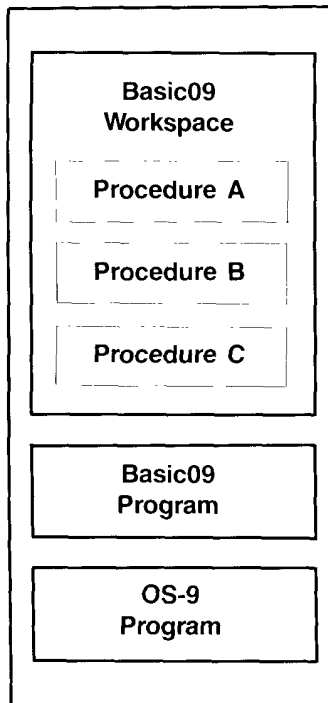 Basic09
Workspace
Procedure A
Procedure B
Procedure C
Basic09
Program
OS-9
Program